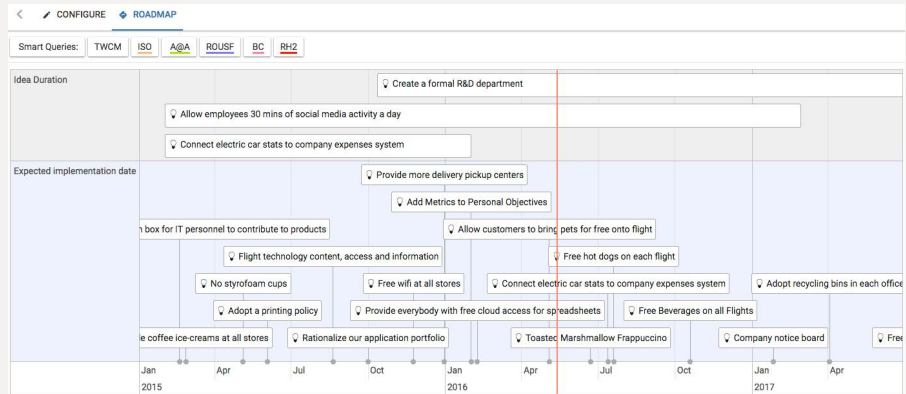 CONFIGURE ROADMAP
Smart Queries: TWCM ISO A@A ROUSF BC RH2
Idea Duration
Create a formal R&D department
Allow employees 30 mins of social media activity a day
Connect electric car stats to company expenses system
Expected implementation date
Provide more delivery pickup centers
Add Metrics to Personal Objectives
box for IT personnel to contribute to products
Allow customers to bring pets for free onto flight
Flight technology content, access and information
Free hot dogs on each flight
No styrofoam cups
Free wifi at all stores
Connect electric car stats to company expenses system
Adopt recycling bins in each office
Adopt a printing policy
Provide everybody with free cloud access for spreadsheets
Free Beverages on all Flights
coffee ice-creams at all stores
Rationalize our application portfolio
Toasted Marshmallow Frappuccino
Company notice board
Free
Jan Apr Jul Oct Jan Apr Jul Oct Jan Apr
2015 2016 2017